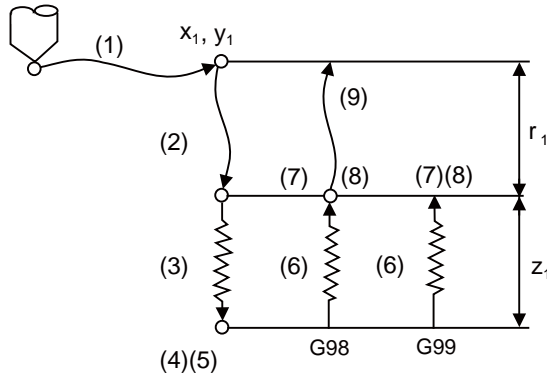 (1)
x1, y1
(9)
(2)
r1
(7) (8) (7)(8)
(3) (6) (6) z1
(4)(5) G98 G99